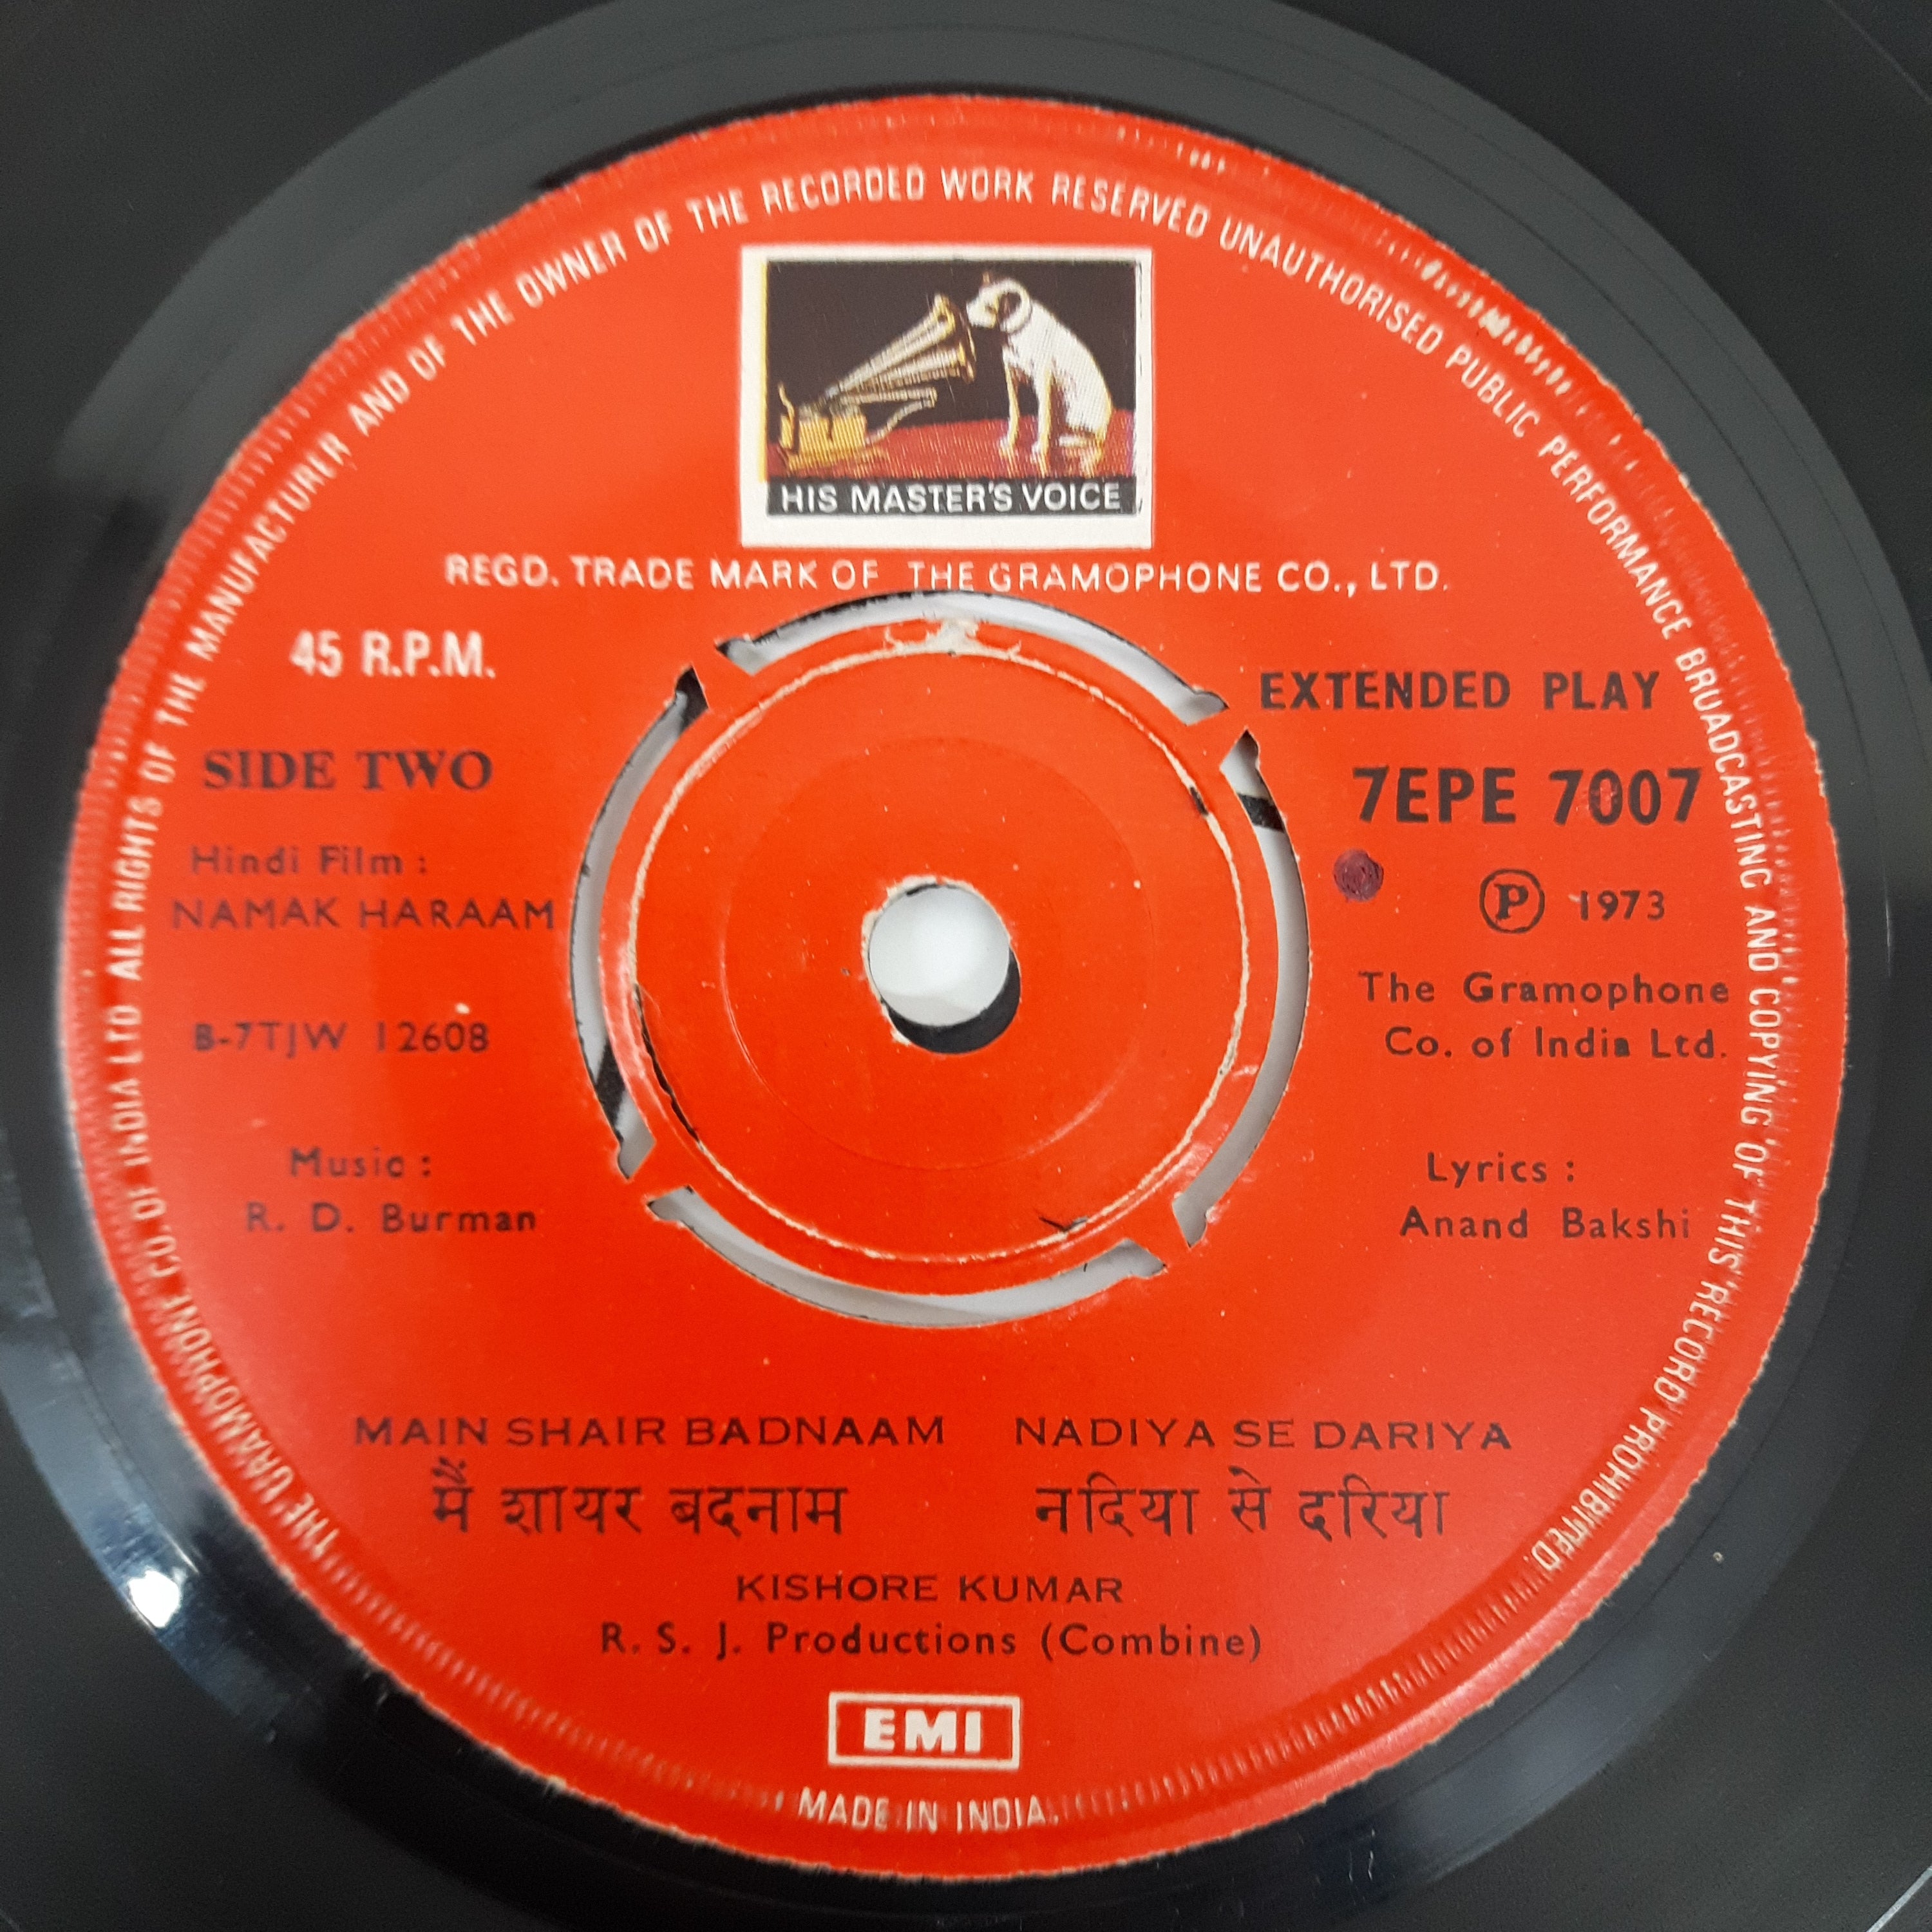 THE GRAMOPHONE CO. OF INDIA LTD ALL RIGHTS OF THE MANUFACTURER AND OF THE OWNER OF THE RECORDED WORK RESERVED UNAUTHORISED PUBLIC PERFORMANCE BROADCASTING AND COPYING OF THIS RECORD PROHIBITED.
HIS MASTER'S VOICE
REGD. TRADE MARK OF THE GRAMOPHONE CO., LTD.
45 R.P.M.
SIDE TWO
Hindi Film :
NAMAK HARAAM
B-7TJW 12608
Music :
R. D. Burman
EXTENDED PLAY
7EPE 7007
Ⓟ 1973
The Gramophone
Co. of India Ltd.
Lyrics :
Anand Bakshi
MAIN SHAIR BADNAAM NADIYA SE DARIYA
मैं शायर बदनाम नदिया से दरिया
KISHORE KUMAR
R. S. J. Productions (Combine)
EMI
MADE IN INDIA.